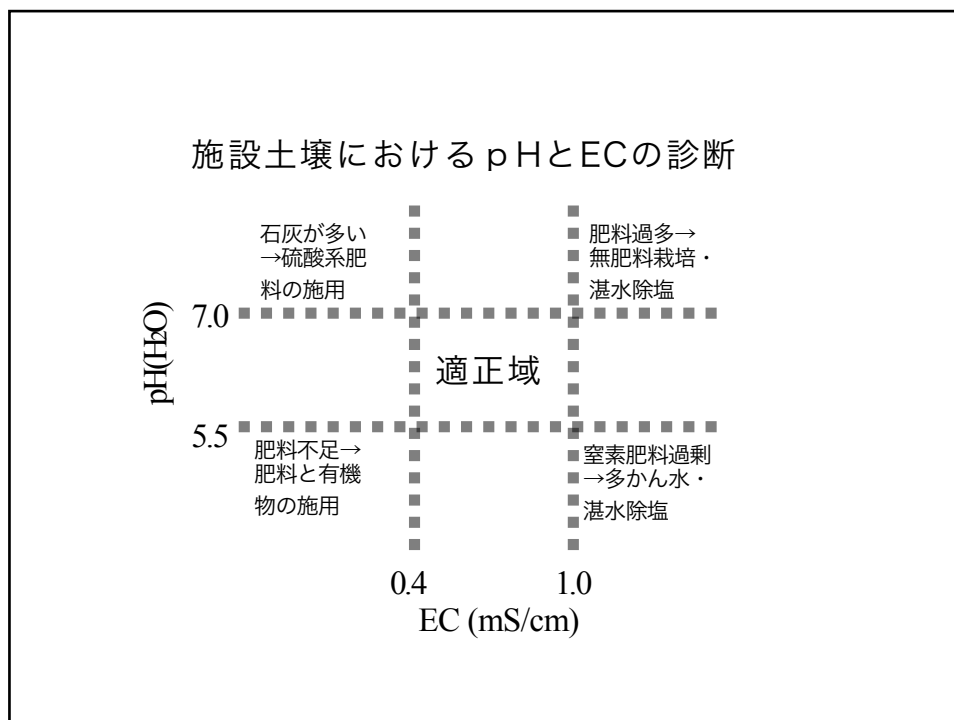 施設土壌におけるpHとECの診断
石灰が多い
→硫酸系肥
料の施用
肥料過多→
無肥料栽培・
湛水除塩
7.0
pH(H2O)
適正域
5.5
肥料不足→
肥料と有機
物の施用
窒素肥料過剰
→多かん水・
湛水除塩
0.4
1.0
EC (mS/cm)